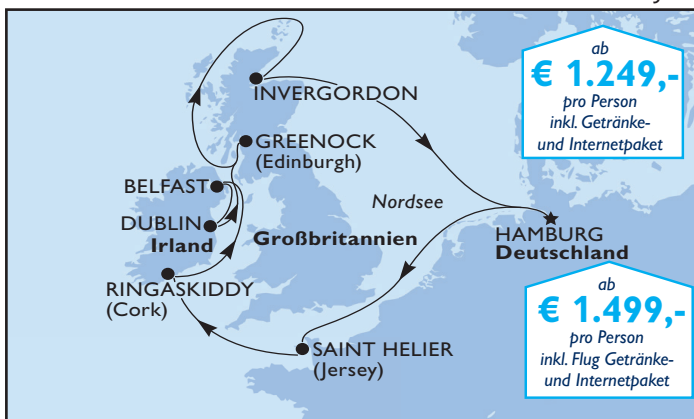 ab
€ 1.249,-
pro Person
inkl. Getränke-
und Internetpaket
INVERGORDON
GREENOCK
(Edinburgh)
BELFAST
Nordsee
DUBLIN
Irland
Großbritannien
HAMBURG
Deutschland
RINGASKIDDY
(Cork)
ab
€ 1.499,-
pro Person
inkl. Flug Getränke-
und Internetpaket
SAINT HELIER
(Jersey)